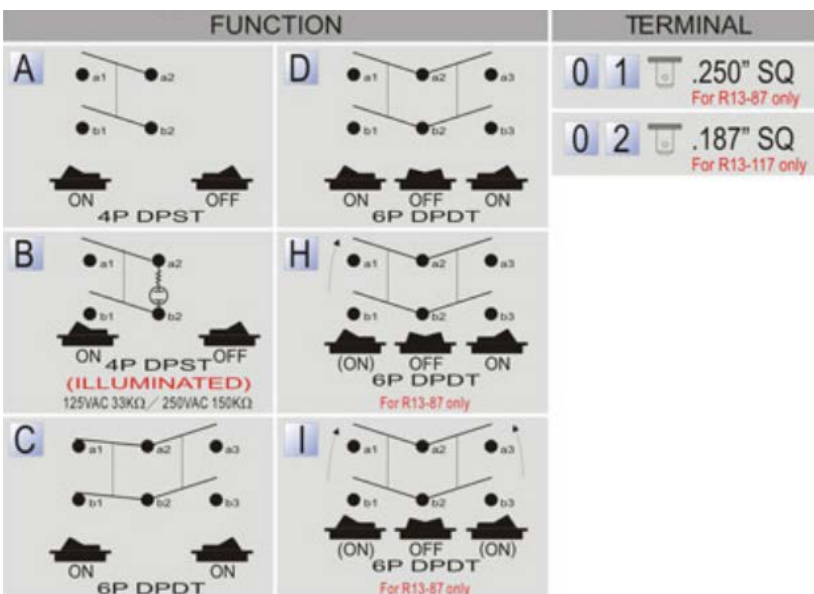 FUNCTION
TERMINAL
A
a1 a2
b1 b2
ON OFF
4P DPST
D
a1 a2 a3
b1 b2 b3
ON OFF ON
6P DPDT
0 1 .250” SQ
For R13-87 only
0 2 .187” SQ
For R13-117 only
B
a1 a2
b1 b2
ON OFF
4P DPST
(ILLUMINATED)
125VAC 33KΩ／250VAC 150KΩ
H
a1 a2 a3
b1 b2 b3
(ON) OFF ON
6P DPDT
For R13-87 only
C
a1 a2 a3
b1 b2 b3
ON ON
6P DPDT
I
a1 a2 a3
b1 b2 b3
(ON) OFF (ON)
6P DPDT
For R13-87 only